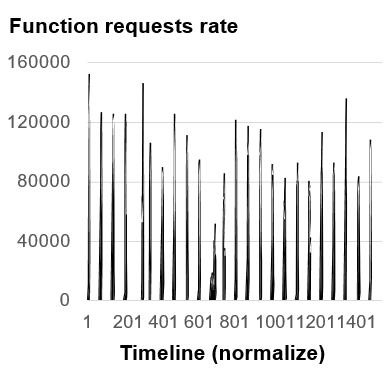 Function requests rate
160000
120000
80000
40000
0
1 201 401 601 801 1001 1201 1401
Timeline (normalize)